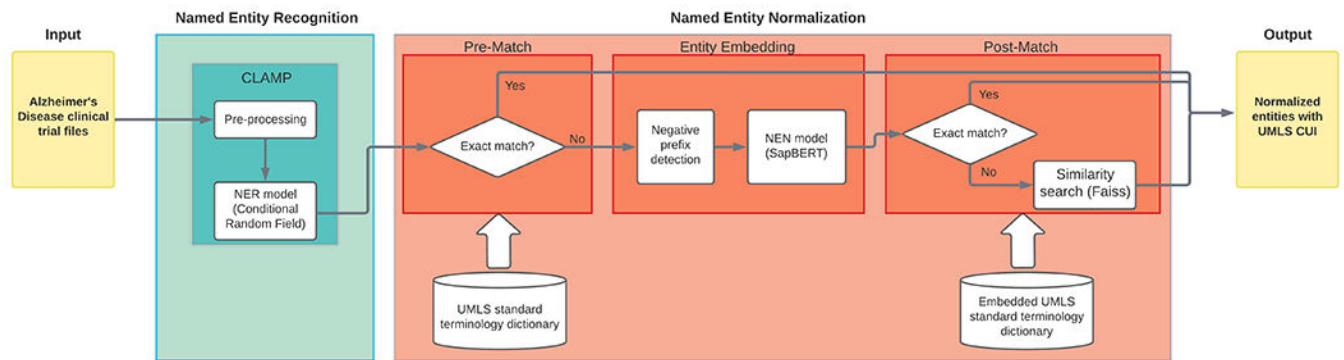 Named Entity Recognition
Named Entity Normalization
Input
Output
Pre-Match
Entity Embedding
Post-Match
CLAMP
Yes
Yes
Alzheimer's
Disease clinical
trial files
Pre-processing
Exact match?
No
Negative
prefix
detection
NEN model
(SapBERT)
Exact match?
Normalized
entities with
UMLS CUI
No
Similarity
search (Faiss)
NER model
(Conditional
Random Field)
UMLS standard
terminology dictionary
Embedded UMLS
standard terminology
dictionary